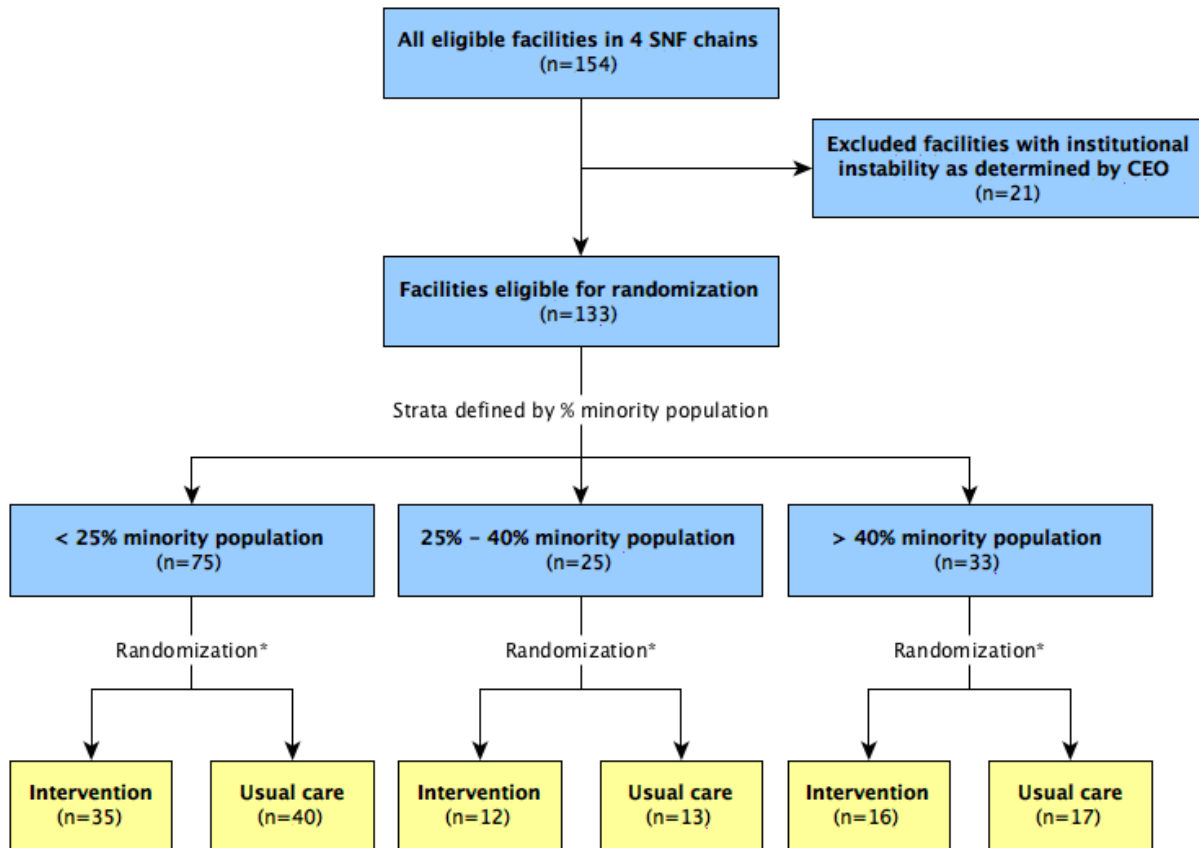 All eligible facilities in 4 SNF chains
(n=154)
Excluded facilities with institutional
instability as determined by CEO
(n=21)
Facilities eligible for randomization
(n=133)
Strata defined by % minority population
< 25% minority population
(n=75)
25% – 40% minority population
(n=25)
> 40% minority population
(n=33)
Randomization*
Randomization*
Randomization*
Intervention
(n=35)
Usual care
(n=40)
Intervention
(n=12)
Usual care
(n=13)
Intervention
(n=16)
Usual care
(n=17)